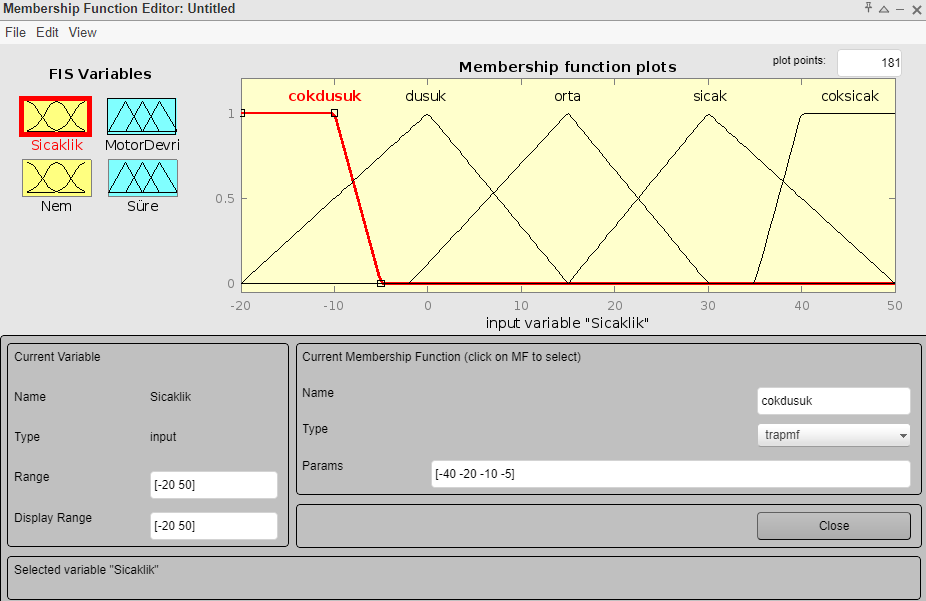 Membership Function Editor: Untitled
File Edit View
FIS Variables
Sicaklik
MotorDevri
Nem
Süre
Membership function plots
plot points:
181
cokdusuk
dusuk
orta
sicak
coksicak
1
0.5
0
-20 -10 0 10 20 30 40 50
input variable "Sicaklik"
Current Variable
Name Sicaklik
Type input
Range [-20 50]
Display Range [-20 50]
Current Membership Function (click on MF to select)
Name cokdusuk
Type trapmf
Params [-40 -20 -10 -5]
Close
Selected variable "Sicaklik"